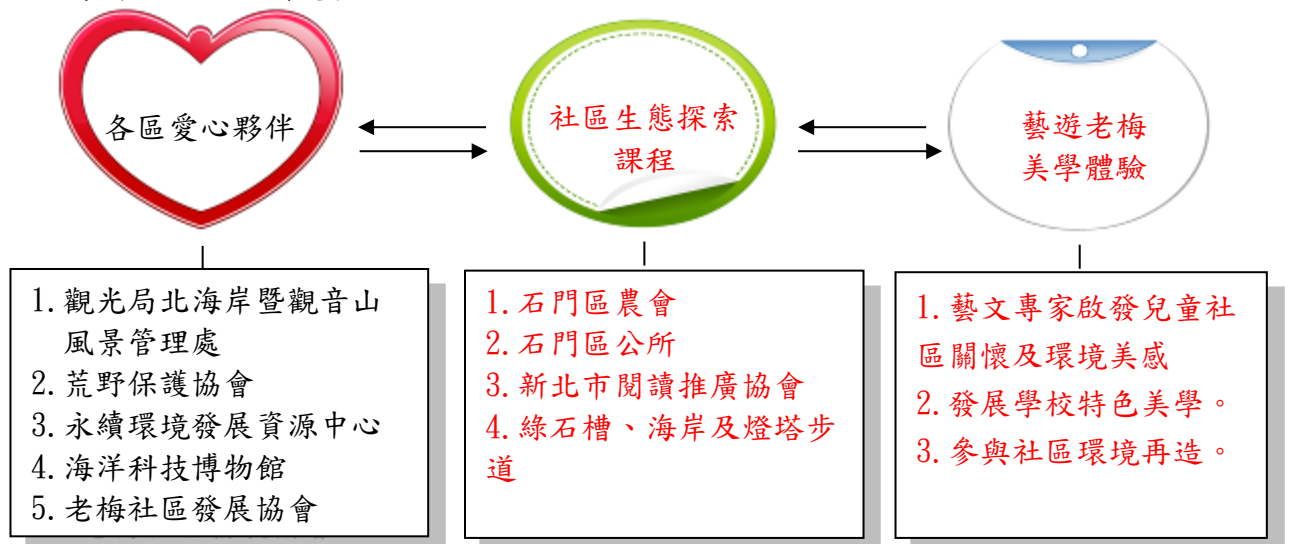 各區愛心夥伴
社區生態探索
課程
藝遊老梅
美學體驗
1.觀光局北海岸暨觀音山
風景管理處
2.荒野保護協會
3.永續環境發展資源中心
4.海洋科技博物館
5.老梅社區發展協會
1.石門區農會
2.石門區公所
3.新北市閱讀推廣協會
4.綠石槽、海岸及燈塔步
道
1.藝文專家啟發兒童社
區關懷及環境美感
2.發展學校特色美學。
3.參與社區環境再造。